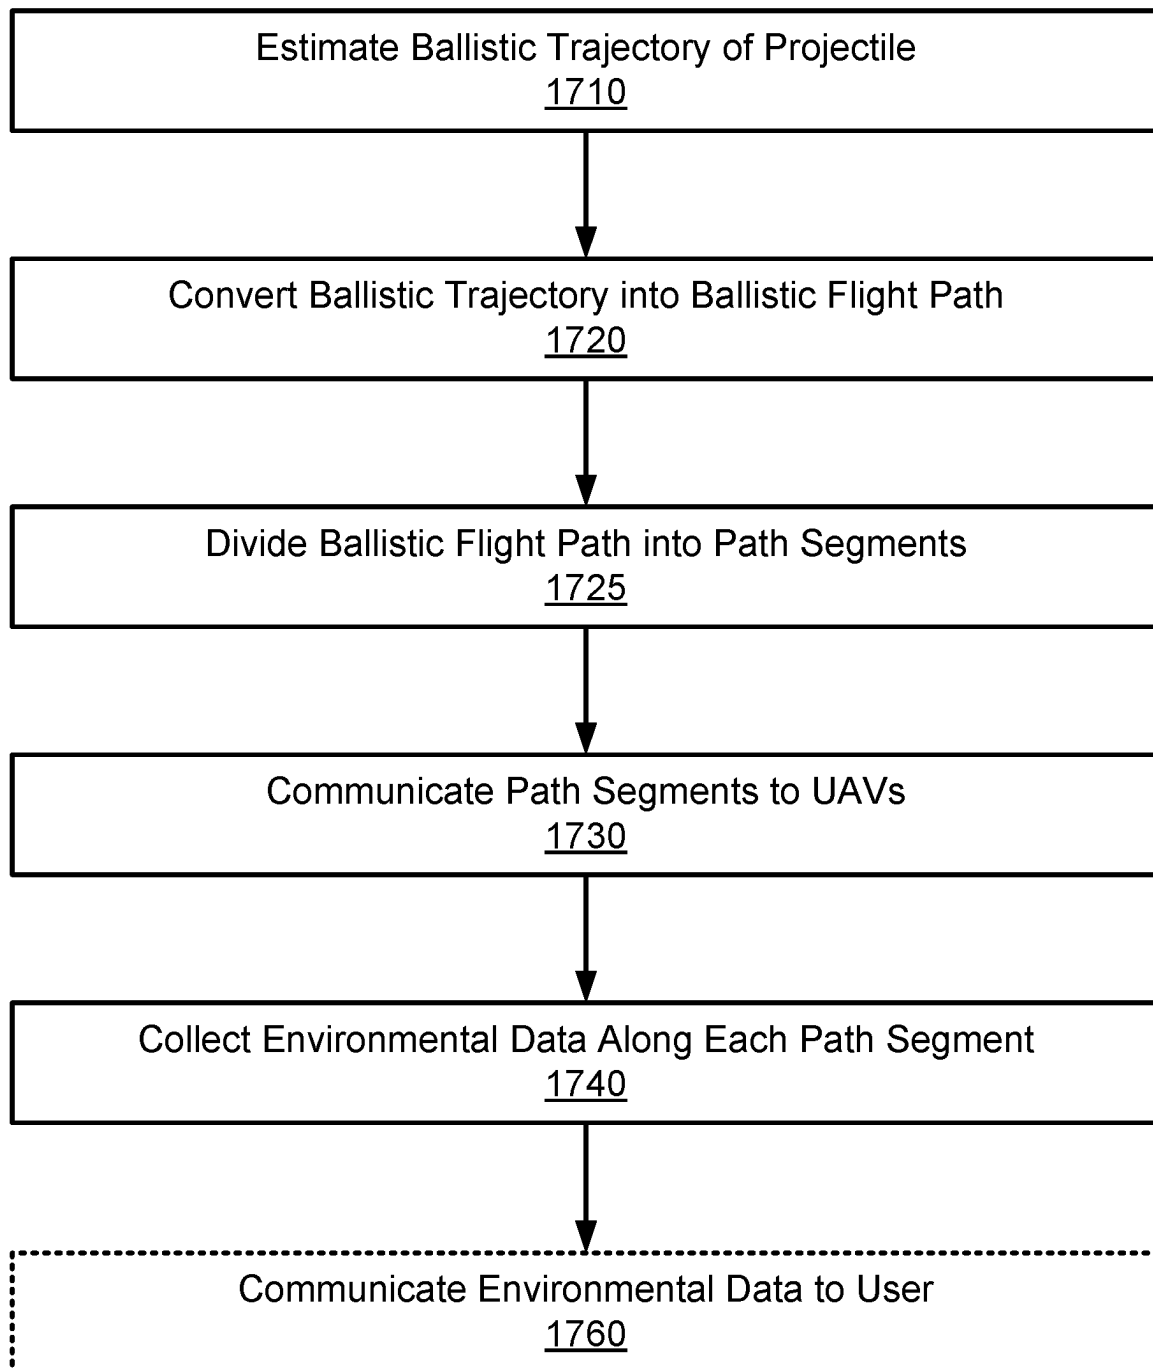 Estimate Ballistic Trajectory of Projectile
1710
Convert Ballistic Trajectory into Ballistic Flight Path
1720
Divide Ballistic Flight Path into Path Segments
1725
Communicate Path Segments to UAVs
1730
Collect Environmental Data Along Each Path Segment
1740
Communicate Environmental Data to User
1760